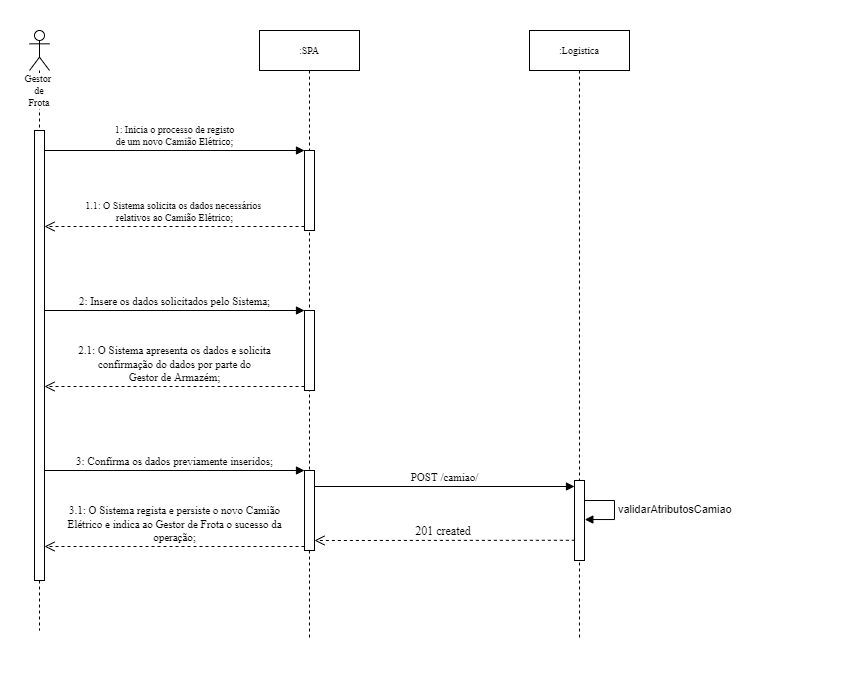 :SPA
:Logistica
Gestor
de
Frota
1: Inicia o processo de registo
de um novo Camião Elétrico;
1.1: O Sistema solicita os dados necessários
relativos ao Camião Elétrico;
2: Insere os dados solicitados pelo Sistema;
2.1: O Sistema apresenta os dados e solicita
confirmação do dados por parte do
Gestor de Armazém;
3: Confirma os dados previamente inseridos;
POST /camiao/
3.1: O Sistema regista e persiste o novo Camião
Elétrico e indica ao Gestor de Frota o sucesso da
operação;
validarAtributosCamiao
201 created